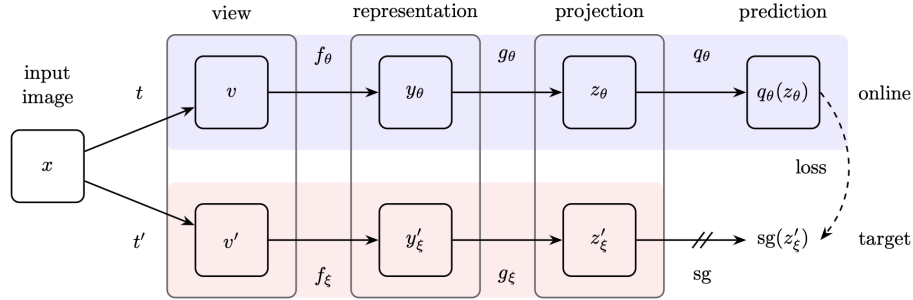 view representation projection prediction
input
image
t
f_θ
g_θ
q_θ
x
v
y_θ
z_θ
q_θ(z_θ)
online
loss
t′
v′
y′_ξ
z′_ξ
sg(z′_ξ)
target
f_ξ
g_ξ
sg